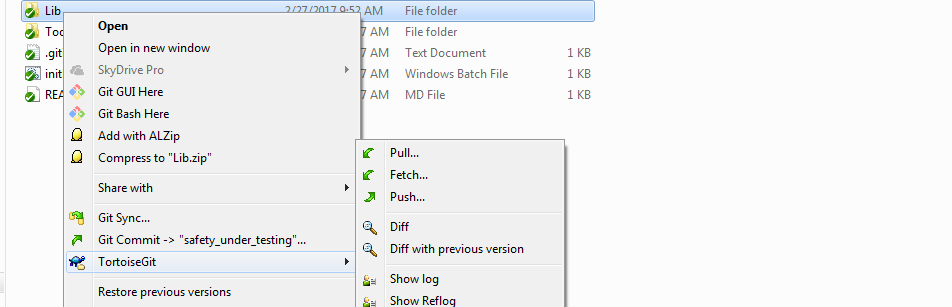 Lib 2/27/2017 9:52 AM File folder
Too 7 AM File folder
.git 7 AM Text Document 1 KB
init 7 AM Windows Batch File 1 KB
REA 7 AM MD File 1 KB
Open
Open in new window
SkyDrive Pro
Git GUI Here
Git Bash Here
Add with ALZip
Compress to "Lib.zip"
Share with
Git Sync...
Git Commit -> "safety_under_testing"...
TortoiseGit
Restore previous versions
Pull...
Fetch...
Push...
Diff
Diff with previous version
Show log
Show Reflog